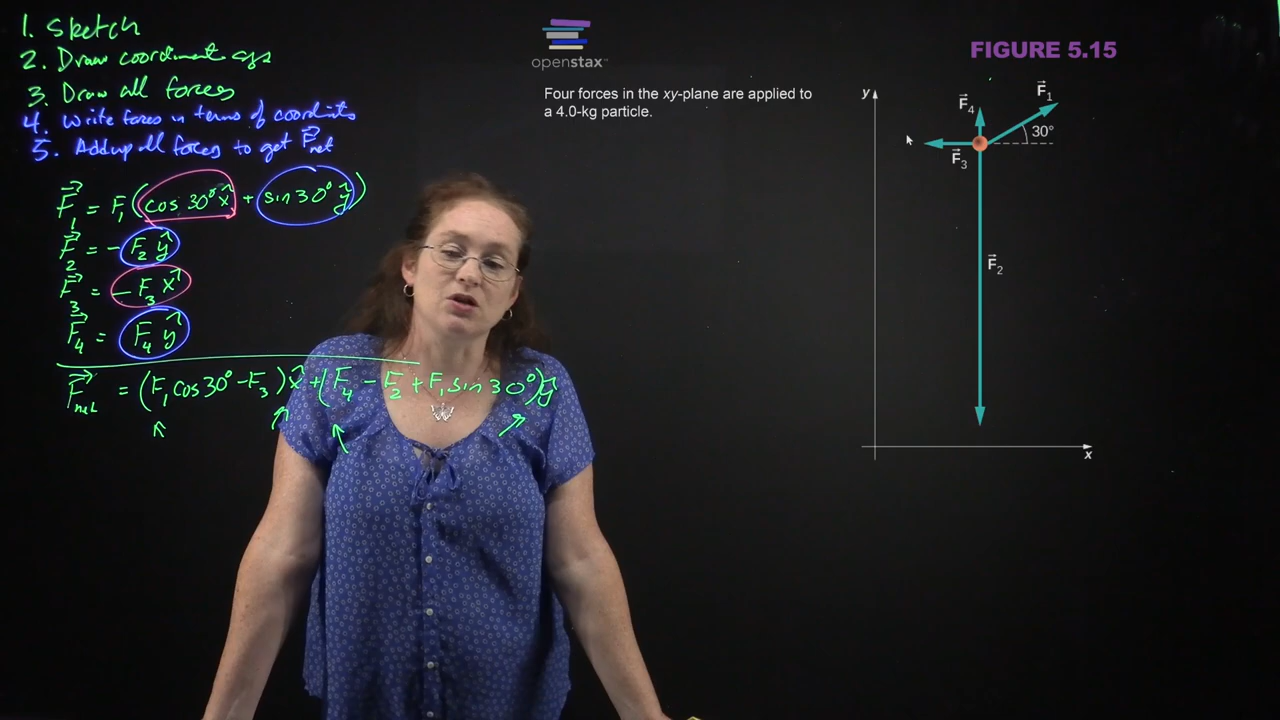 1. Sketch
2. Draw coordinate sys
3. Draw all forces
4. Write forces in terms of coordinats
5. Add up all forces to get F⃗net
F⃗1 = F1(cos 30° x̂ + sin 30° ŷ)
F⃗2 = - F2 ŷ
F⃗3 = - F3 x̂
F⃗4 = F4 ŷ
F⃗net = (F1 cos 30° - F3) x̂ + (F4 - F2 + F1 sin 30°) ŷ
openstax™
Four forces in the xy-plane are applied to
a 4.0-kg particle.
FIGURE 5.15
y
F⃗4
F⃗1
30°
F⃗3
F⃗2
x